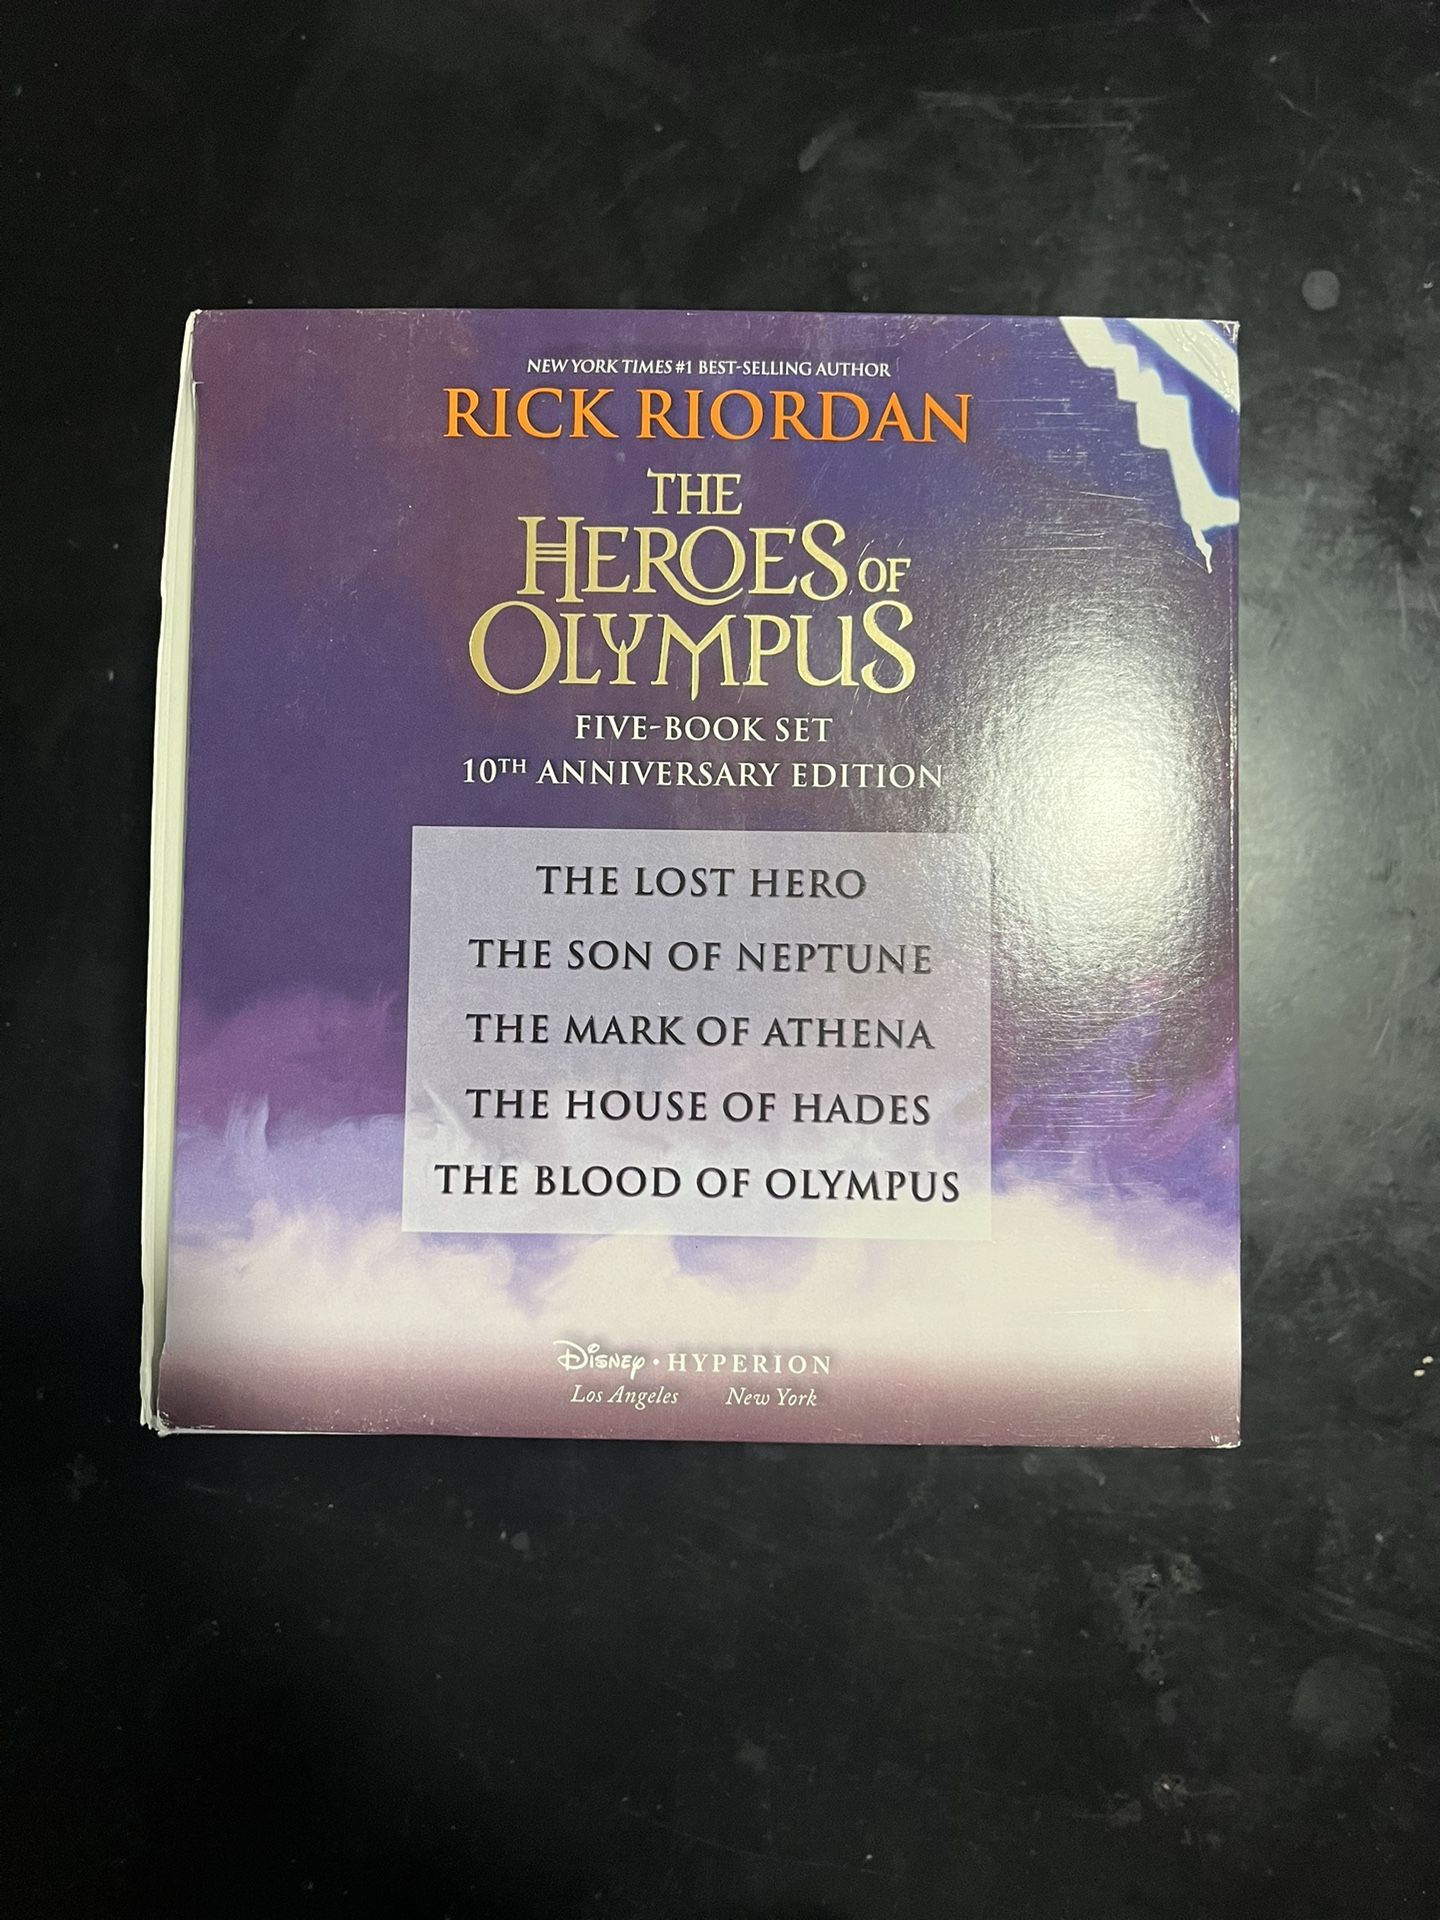 NEW YORK TIMES #1 BEST-SELLING AUTHOR
RICK RIORDAN
THE
HEROES OF
OLYMPUS
FIVE-BOOK SET
10TH ANNIVERSARY EDITION
THE LOST HERO
THE SON OF NEPTUNE
THE MARK OF ATHENA
THE HOUSE OF HADES
THE BLOOD OF OLYMPUS
DISNEY • HYPERION
Los Angeles New York